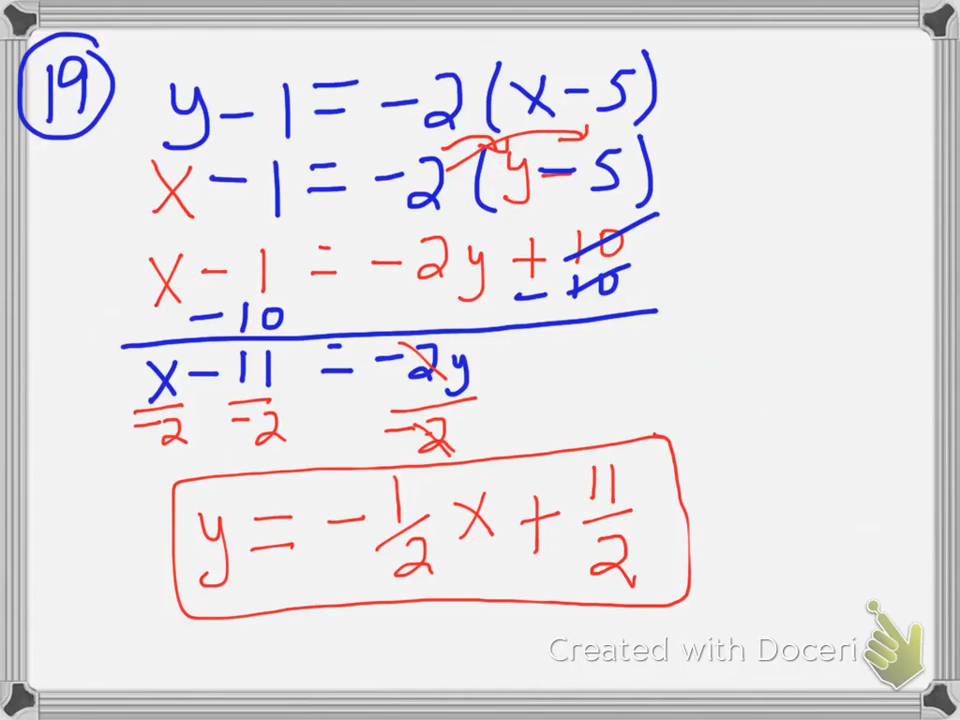 19
y - 1 = -2(x - 5)
x - 1 = -2(y - 5)
x - 1 = -2y + 10
-10 -10
x - 11 = -2y
-2 -2 -2
y = -1/2 x + 11/2
Created with Doceri